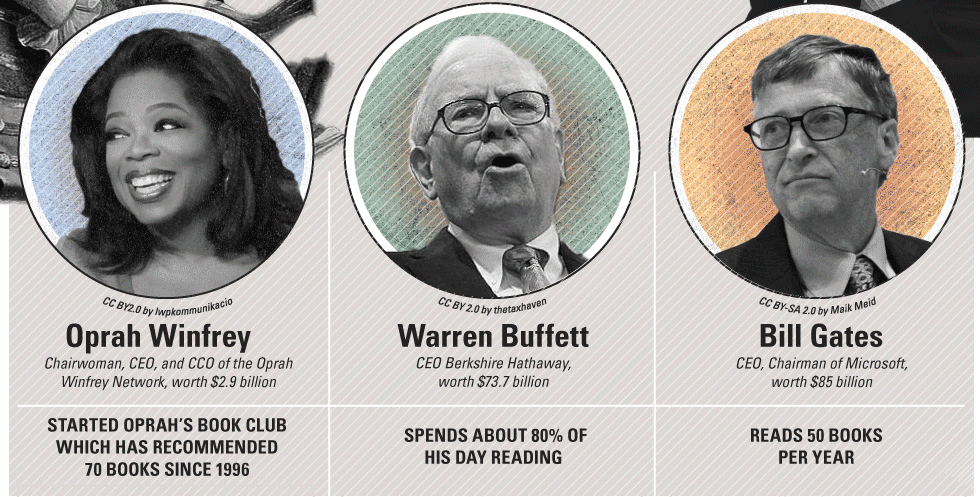 CC BY2.0 by lwpkommunikacio
Oprah Winfrey
Chairwoman, CEO, and CCO of the Oprah
Winfrey Network, worth $2.9 billion
STARTED OPRAH'S BOOK CLUB
WHICH HAS RECOMMENDED
70 BOOKS SINCE 1996
CC BY 2.0 by thetaxhaven
Warren Buffett
CEO Berkshire Hathaway,
worth $73.7 billion
SPENDS ABOUT 80% OF
HIS DAY READING
CC BY-SA 2.0 by Maik Meid
Bill Gates
CEO, Chairman of Microsoft,
worth $85 billion
READS 50 BOOKS
PER YEAR